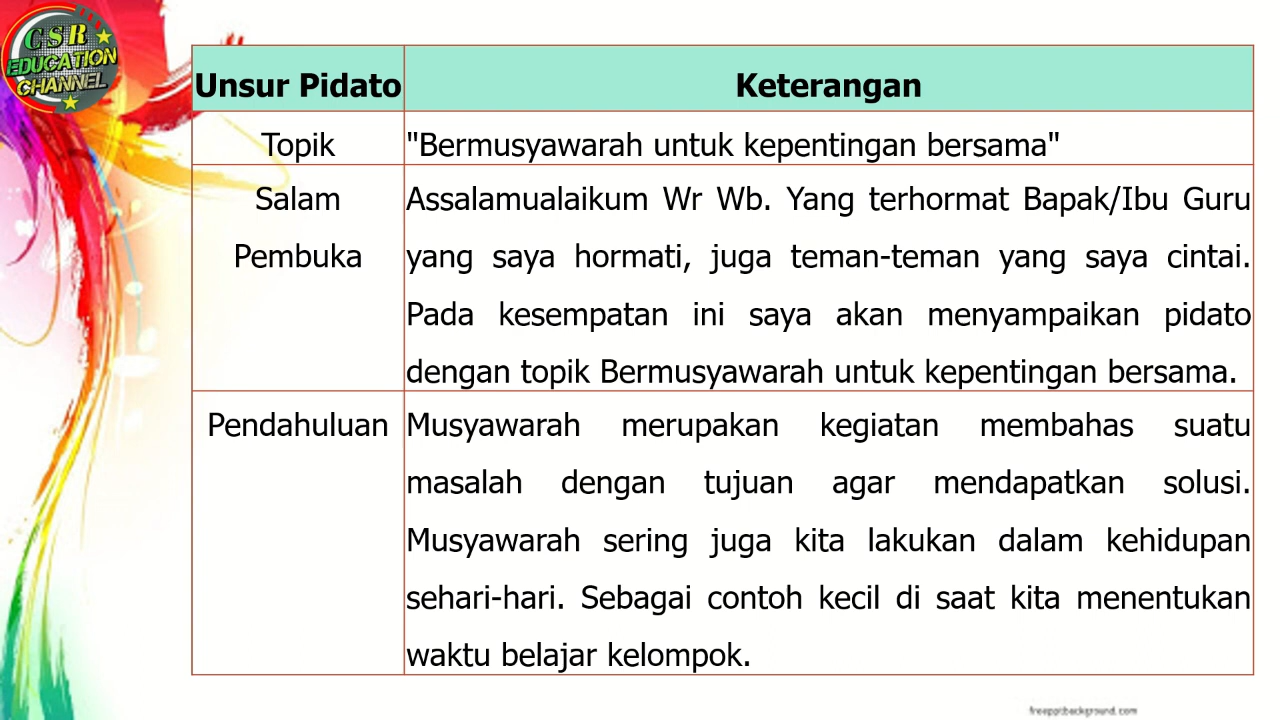 CSR
EDUCATION
CHANNEL
Unsur Pidato Keterangan
Topik "Bermusyawarah untuk kepentingan bersama"
Salam Pembuka
Assalamualaikum Wr Wb. Yang terhormat Bapak/Ibu Guru
yang saya hormati, juga teman-teman yang saya cintai.
Pada kesempatan ini saya akan menyampaikan pidato
dengan topik Bermusyawarah untuk kepentingan bersama.
Pendahuluan
Musyawarah merupakan kegiatan membahas suatu
masalah dengan tujuan agar mendapatkan solusi.
Musyawarah sering juga kita lakukan dalam kehidupan
sehari-hari. Sebagai contoh kecil di saat kita menentukan
waktu belajar kelompok.
freepptbackground.com